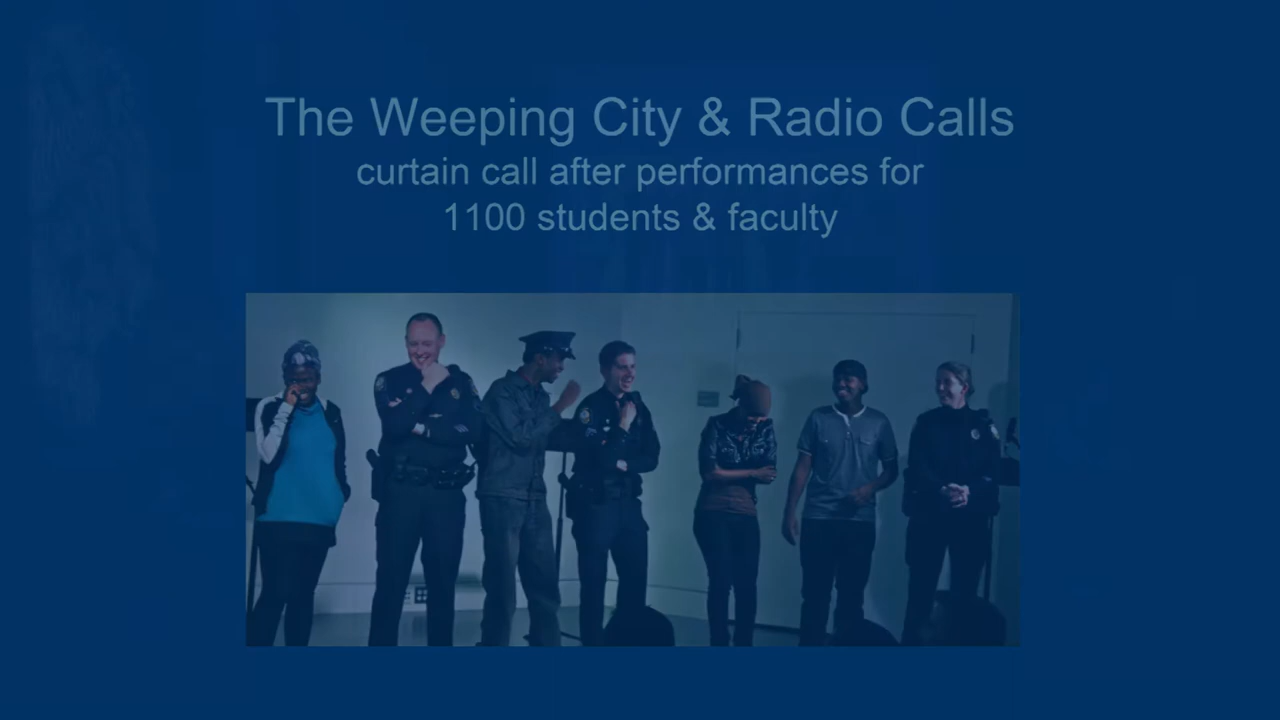 The Weeping City & Radio Calls
curtain call after performances for
1100 students & faculty